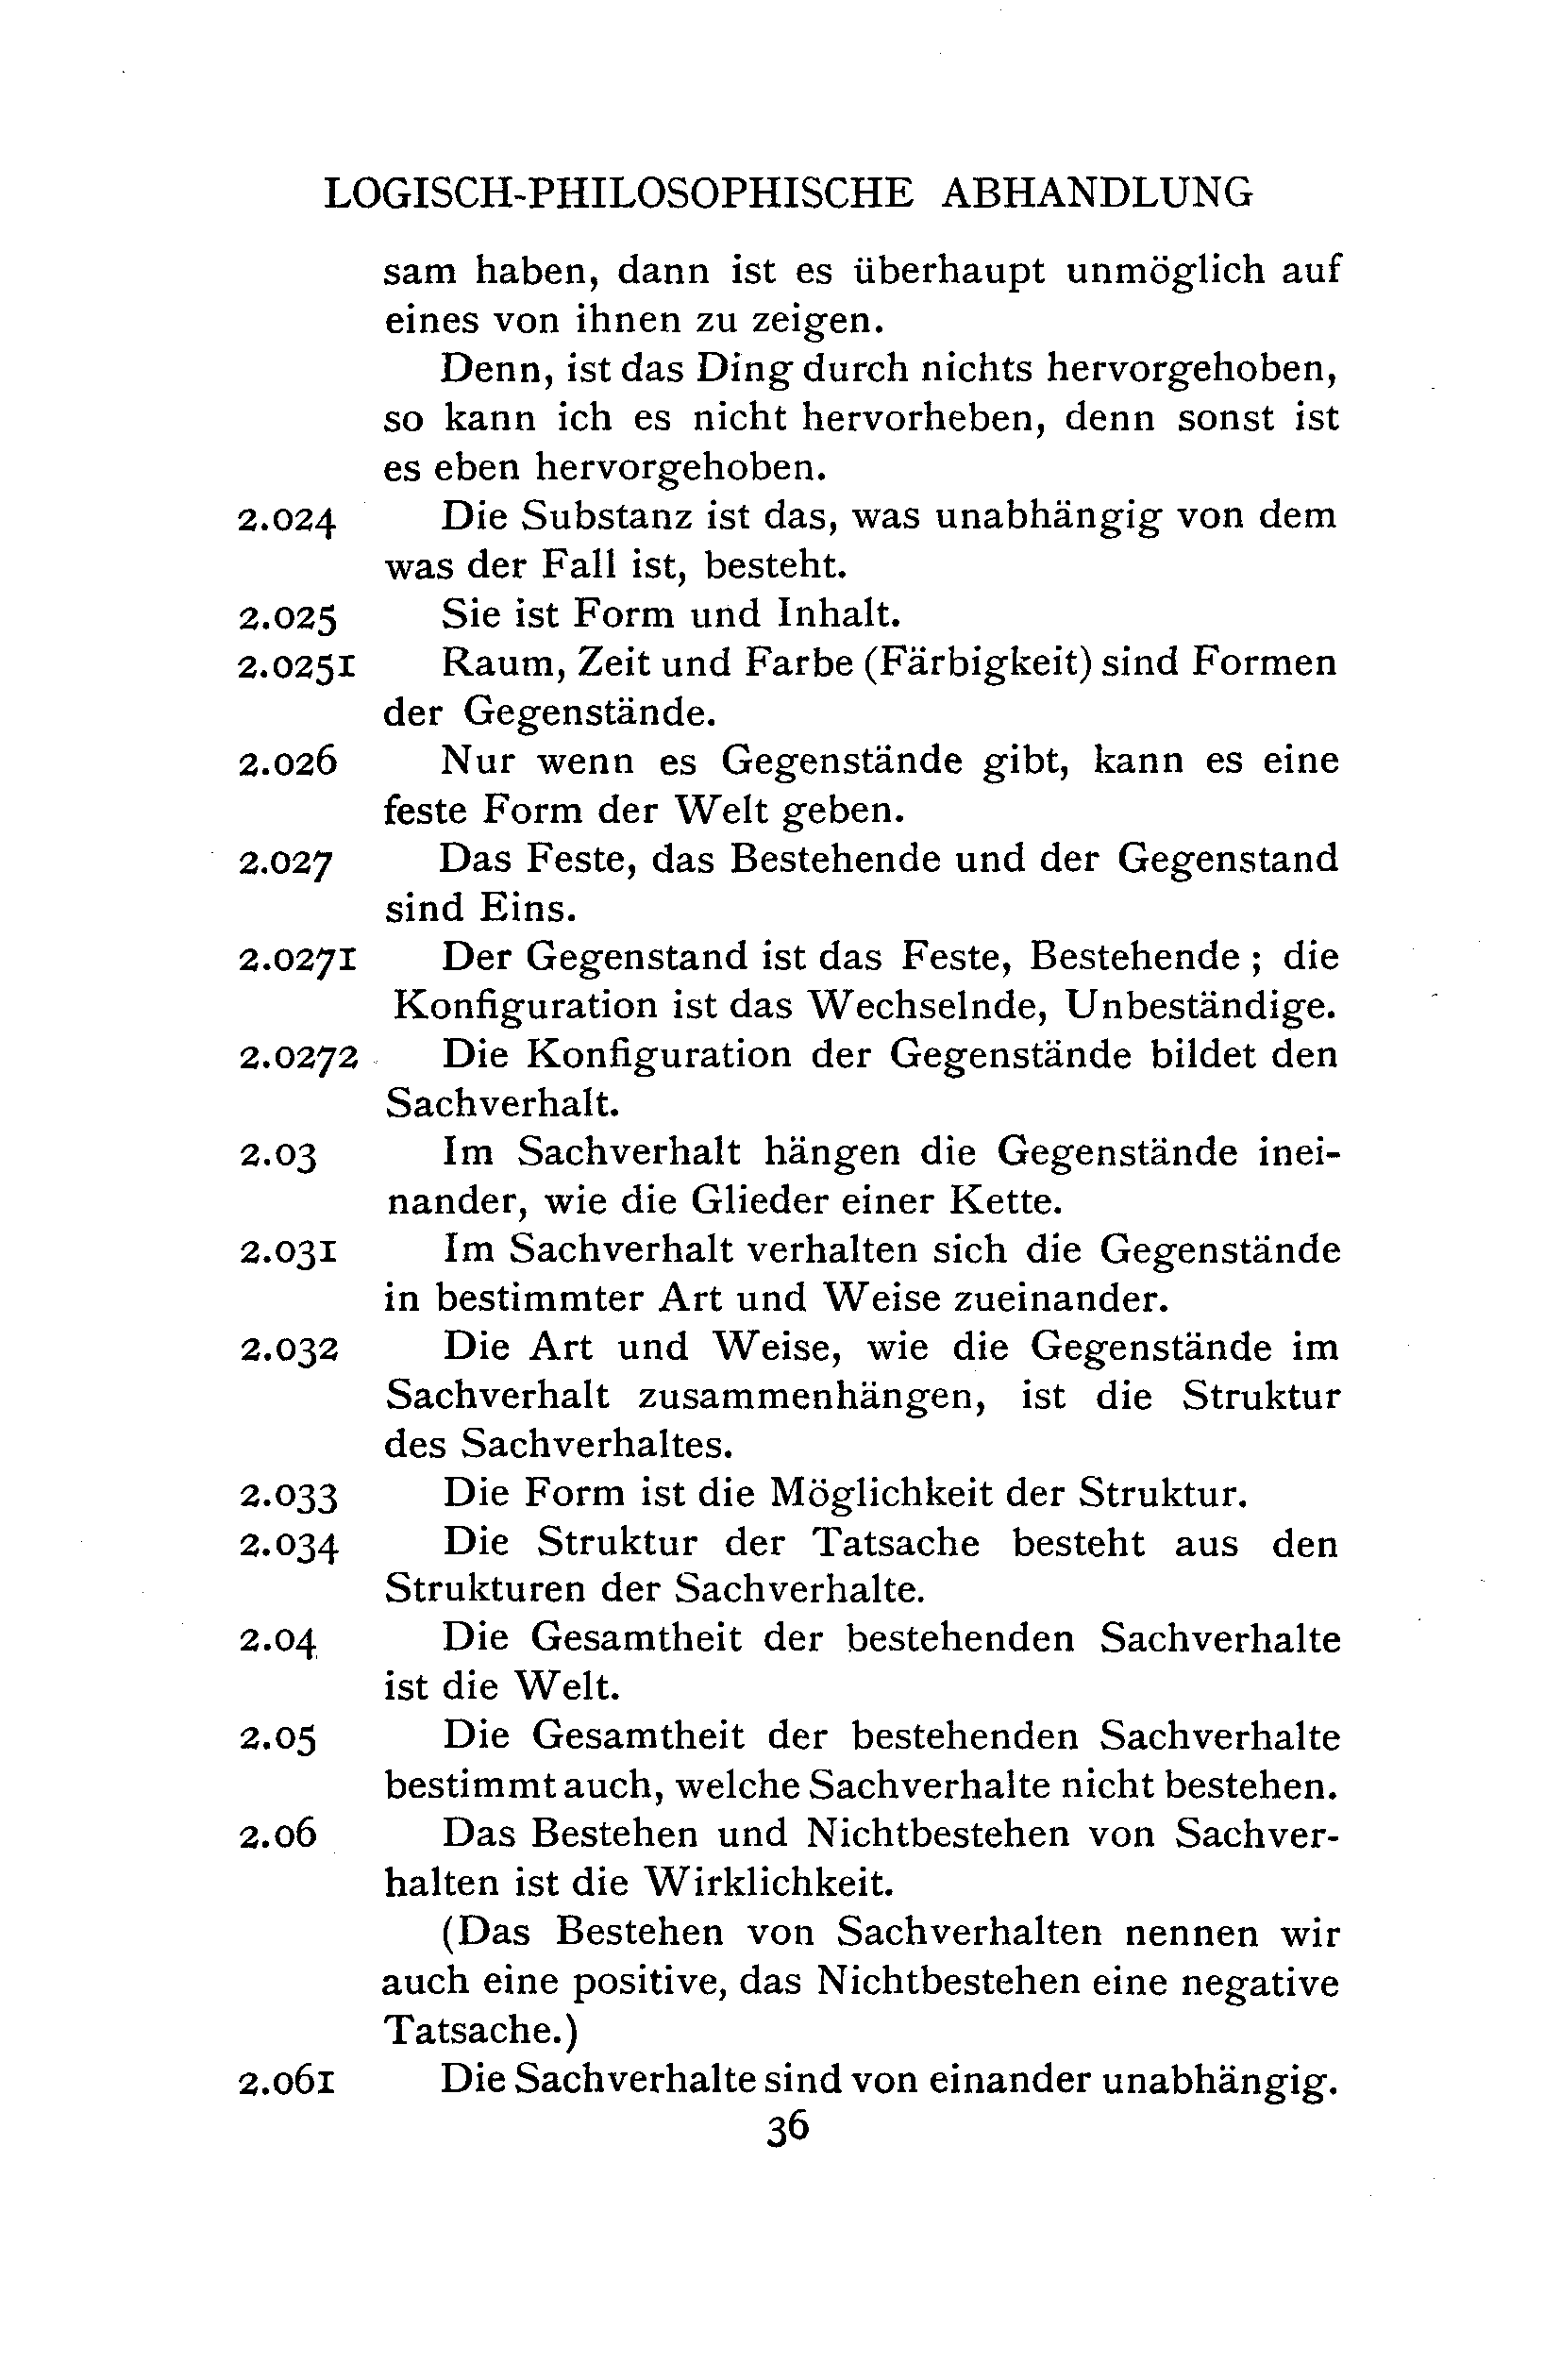 LOGISCH-PHILOSOPHISCHE ABHANDLUNG
sam haben, dann ist es überhaupt unmöglich auf
eines von ihnen zu zeigen.
Denn, ist das Ding durch nichts hervorgehoben,
so kann ich es nicht hervorheben, denn sonst ist
es eben hervorgehoben.
2.024 Die Substanz ist das, was unabhängig von dem
was der Fall ist, besteht.
2.025 Sie ist Form und Inhalt.
2.0251 Raum, Zeit und Farbe (Färbigkeit) sind Formen
der Gegenstände.
2.026 Nur wenn es Gegenstände gibt, kann es eine
feste Form der Welt geben.
2.027 Das Feste, das Bestehende und der Gegenstand
sind Eins.
2.0271 Der Gegenstand ist das Feste, Bestehende ; die
Konfiguration ist das Wechselnde, Unbeständige.
2.0272 Die Konfiguration der Gegenstände bildet den
Sachverhalt.
2.03 Im Sachverhalt hängen die Gegenstände inei-
nander, wie die Glieder einer Kette.
2.031 Im Sachverhalt verhalten sich die Gegenstände
in bestimmter Art und Weise zueinander.
2.032 Die Art und Weise, wie die Gegenstände im
Sachverhalt zusammenhängen, ist die Struktur
des Sachverhaltes.
2.033 Die Form ist die Möglichkeit der Struktur.
2.034 Die Struktur der Tatsache besteht aus den
Strukturen der Sachverhalte.
2.04 Die Gesamtheit der bestehenden Sachverhalte
ist die Welt.
2.05 Die Gesamtheit der bestehenden Sachverhalte
bestimmt auch, welche Sachverhalte nicht bestehen.
2.06 Das Bestehen und Nichtbestehen von Sachver-
halten ist die Wirklichkeit.
(Das Bestehen von Sachverhalten nennen wir
auch eine positive, das Nichtbestehen eine negative
Tatsache.)
2.061 Die Sachverhalte sind von einander unabhängig.
36